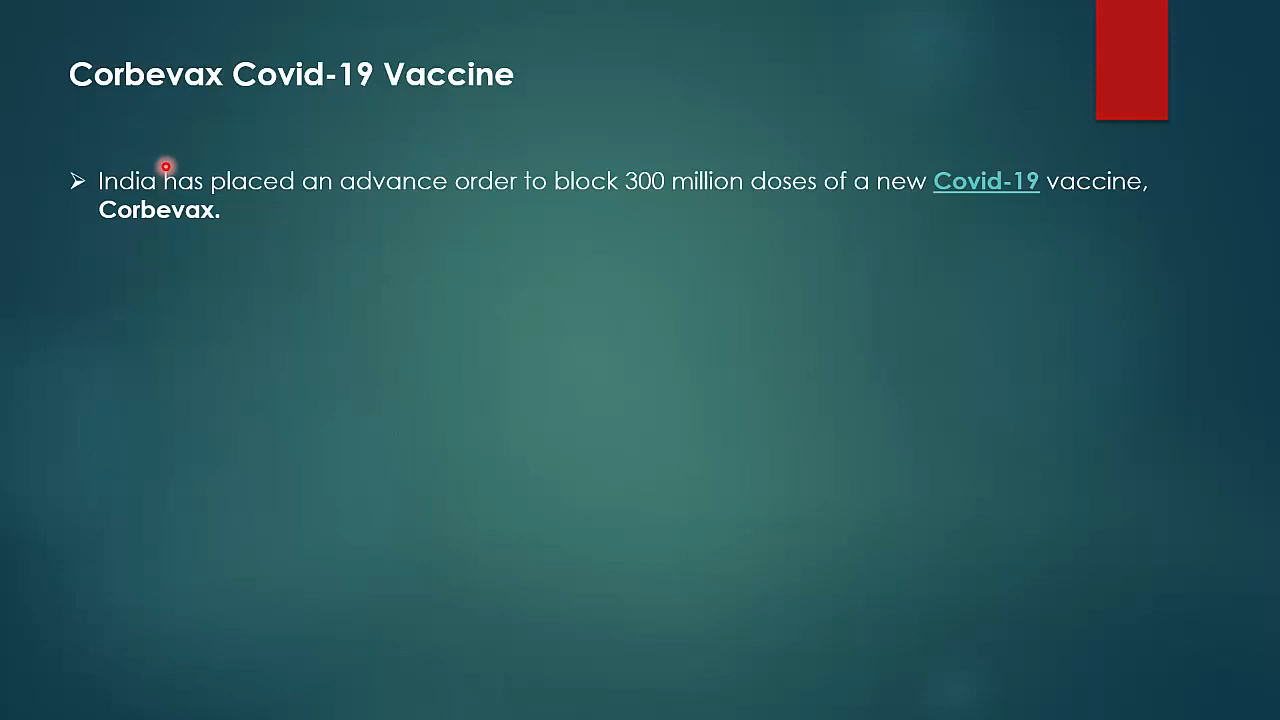 Corbevax Covid-19 Vaccine
India has placed an advance order to block 300 million doses of a new Covid-19 vaccine,
Corbevax.